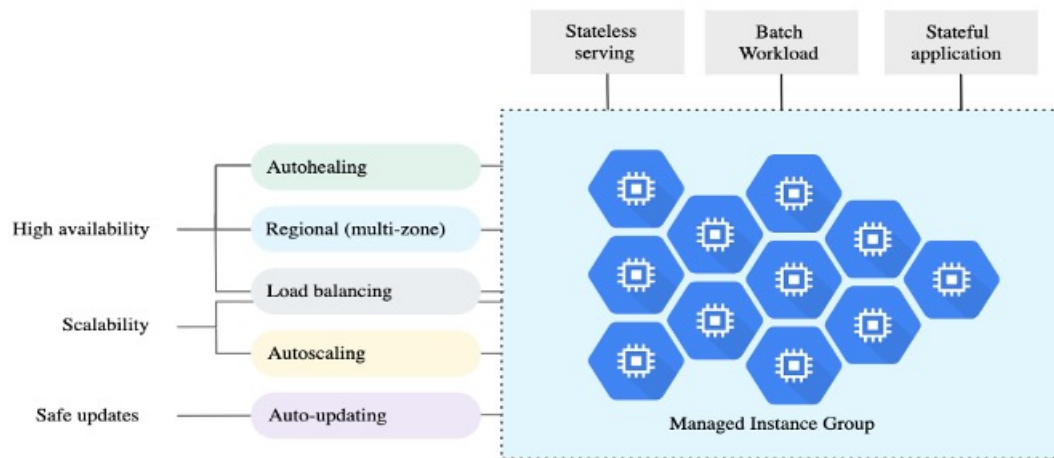 Stateless
serving
Batch
Workload
Stateful
application
Autohealing
High availability
Regional (multi-zone)
Load balancing
Scalability
Autoscaling
Safe updates
Auto-updating
Managed Instance Group